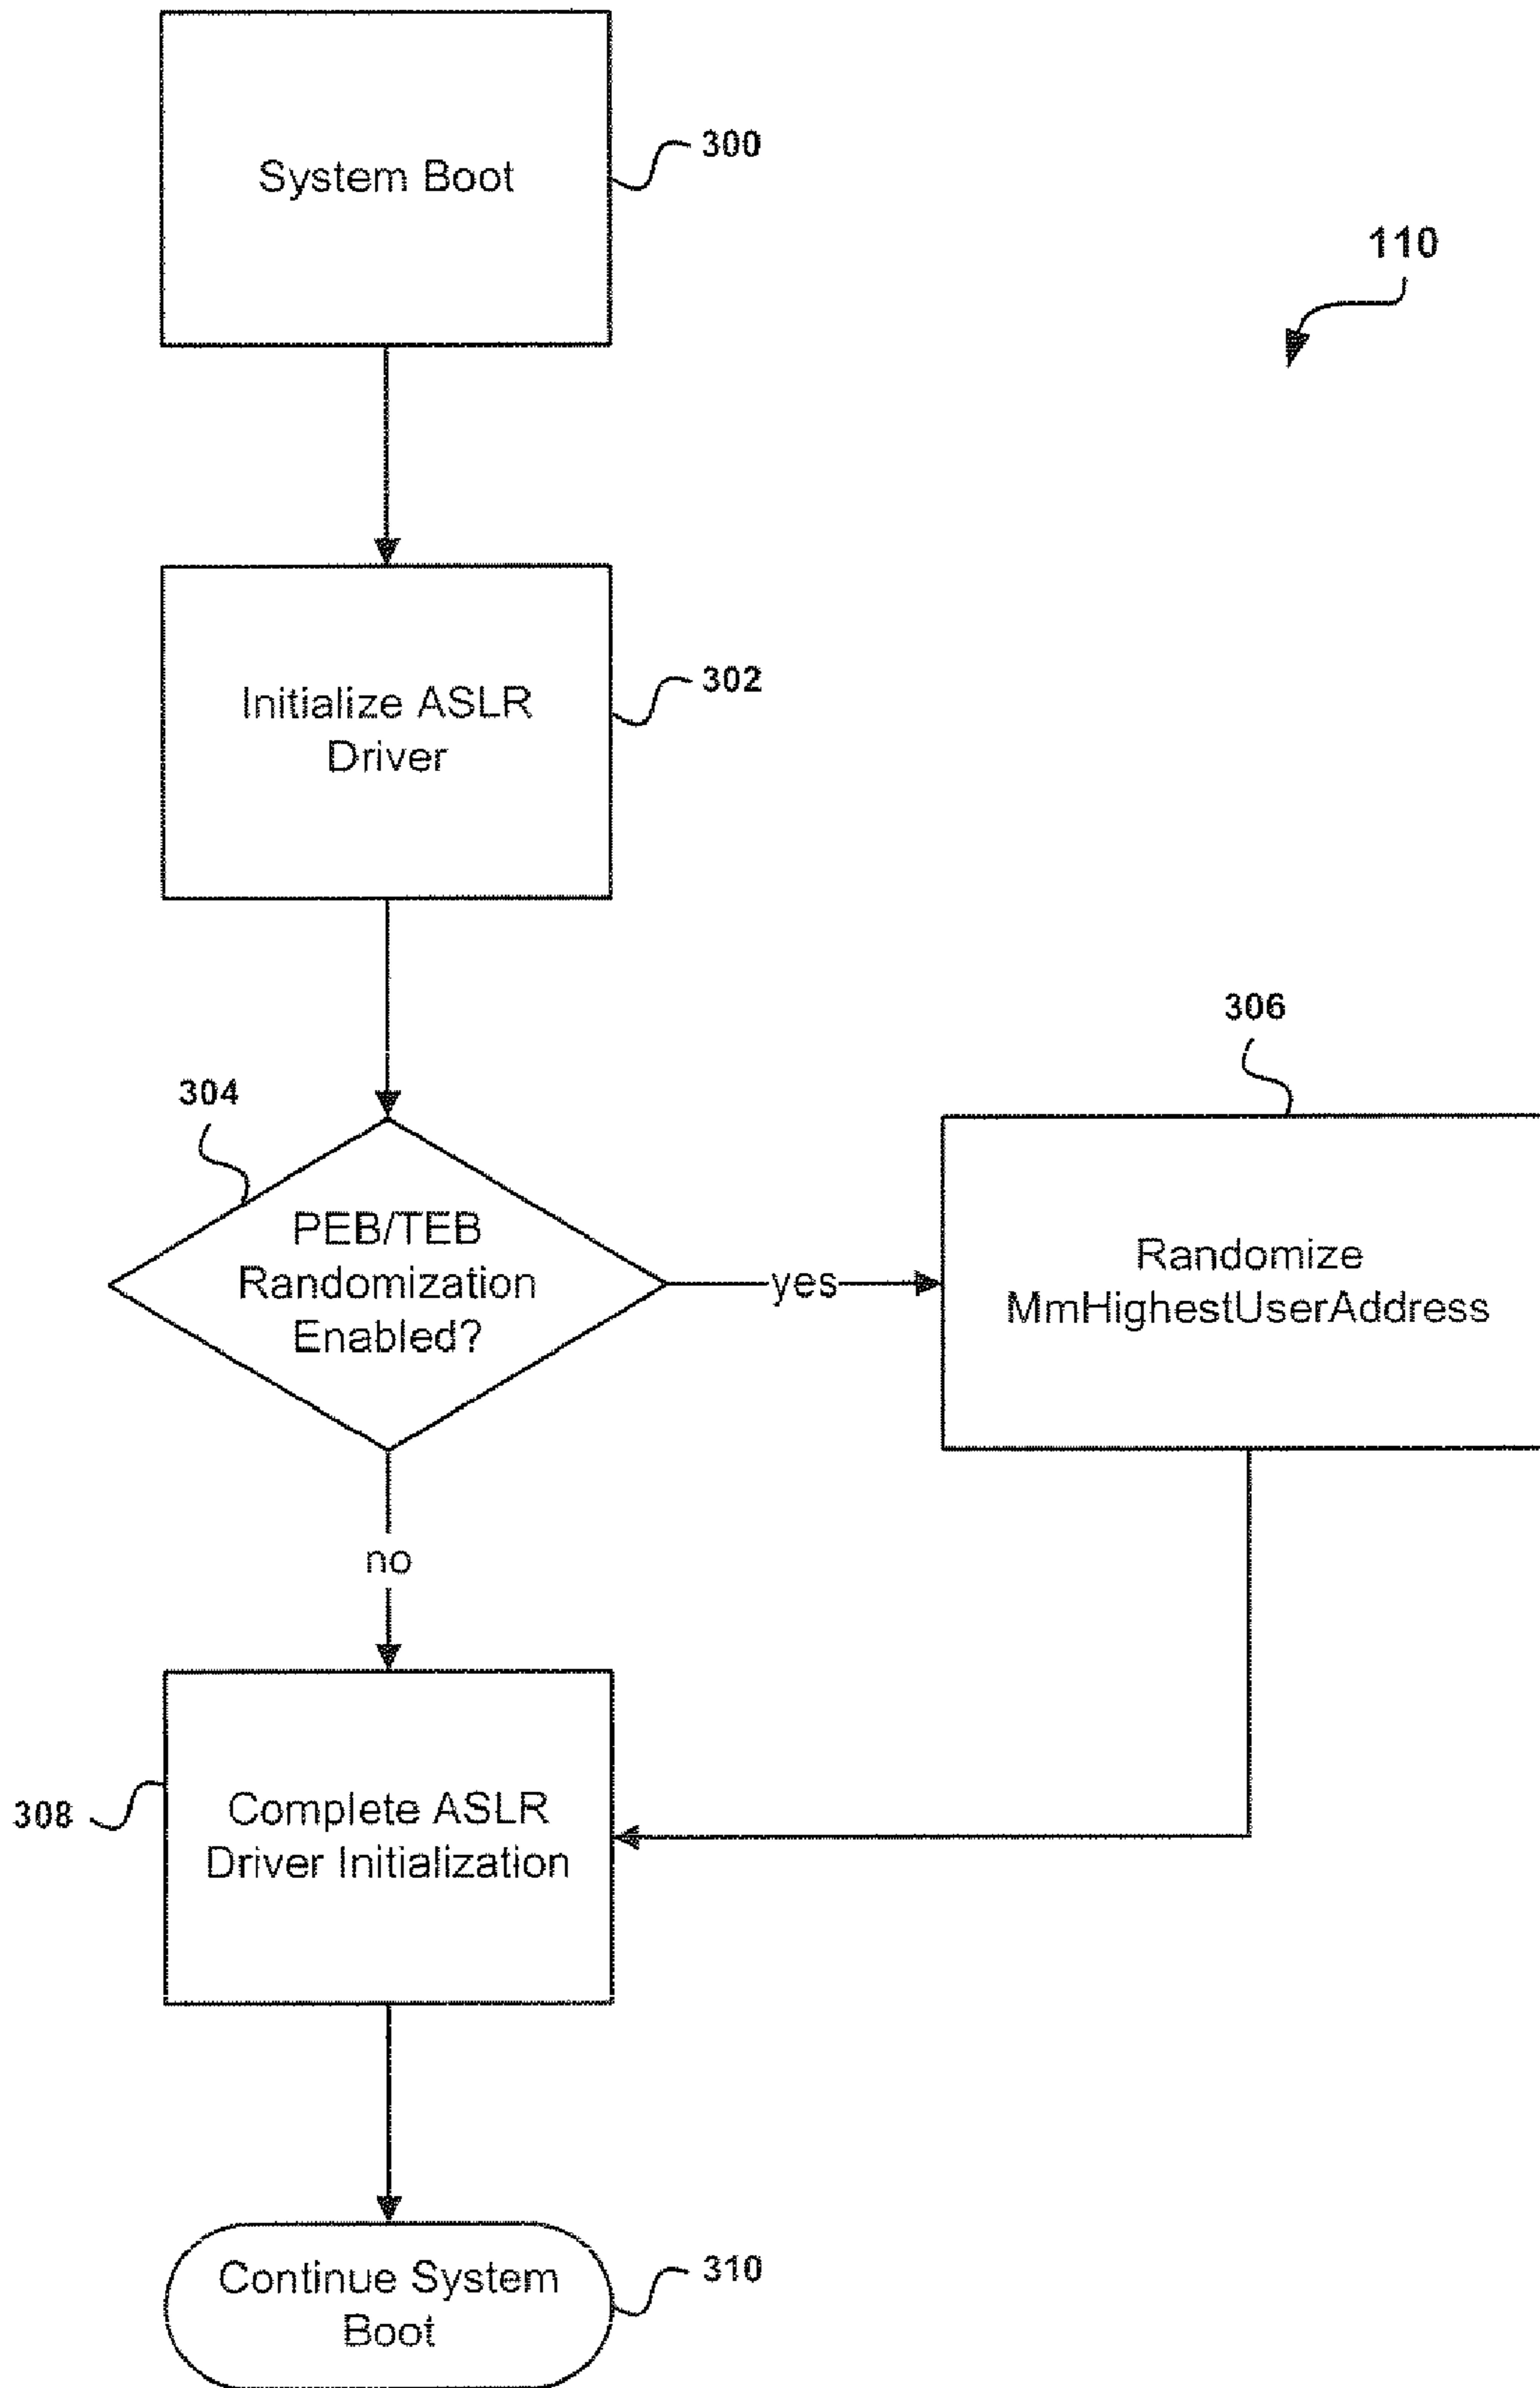 System Boot
300
110
Initialize ASLR
Driver
302
304
PEB/TEB
Randomization
Enabled?
yes
306
Randomize
MmHighestUserAddress
no
308
Complete ASLR
Driver Initialization
Continue System
Boot
310